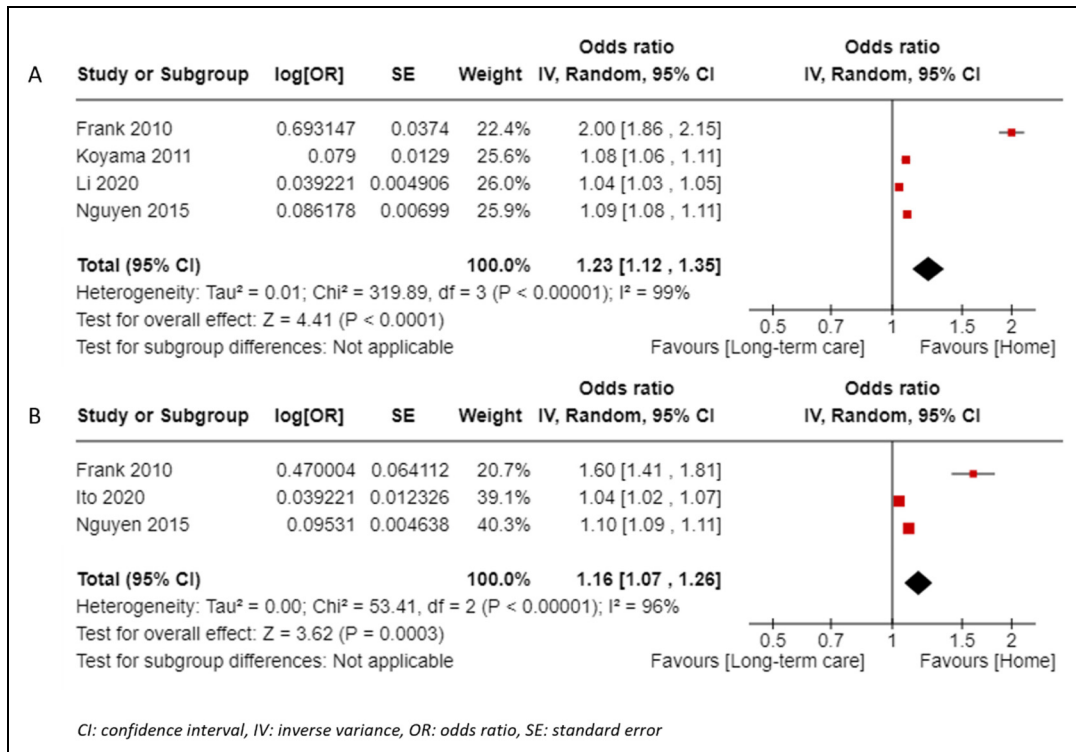 Odds ratio Odds ratio
A Study or Subgroup log[OR] SE Weight IV, Random, 95% CI IV, Random, 95% CI
Frank 2010 0.693147 0.0374 22.4% 2.00 [1.86 , 2.15]
Koyama 2011 0.079 0.0129 25.6% 1.08 [1.06 , 1.11]
Li 2020 0.039221 0.004906 26.0% 1.04 [1.03 , 1.05]
Nguyen 2015 0.086178 0.00699 25.9% 1.09 [1.08 , 1.11]
Total (95% CI) 100.0% 1.23 [1.12 , 1.35]
Heterogeneity: Tau² = 0.01; Chi² = 319.89, df = 3 (P < 0.00001); I² = 99%
Test for overall effect: Z = 4.41 (P < 0.0001) 0.5 0.7 1 1.5 2
Test for subgroup differences: Not applicable Favours [Long-term care] Favours [Home]
Odds ratio Odds ratio
B Study or Subgroup log[OR] SE Weight IV, Random, 95% CI IV, Random, 95% CI
Frank 2010 0.470004 0.064112 20.7% 1.60 [1.41 , 1.81]
Ito 2020 0.039221 0.012326 39.1% 1.04 [1.02 , 1.07]
Nguyen 2015 0.09531 0.004638 40.3% 1.10 [1.09 , 1.11]
Total (95% CI) 100.0% 1.16 [1.07 , 1.26]
Heterogeneity: Tau² = 0.00; Chi² = 53.41, df = 2 (P < 0.00001); I² = 96%
Test for overall effect: Z = 3.62 (P = 0.0003) 0.5 0.7 1 1.5 2
Test for subgroup differences: Not applicable Favours [Long-term care] Favours [Home]
CI: confidence interval, IV: inverse variance, OR: odds ratio, SE: standard error